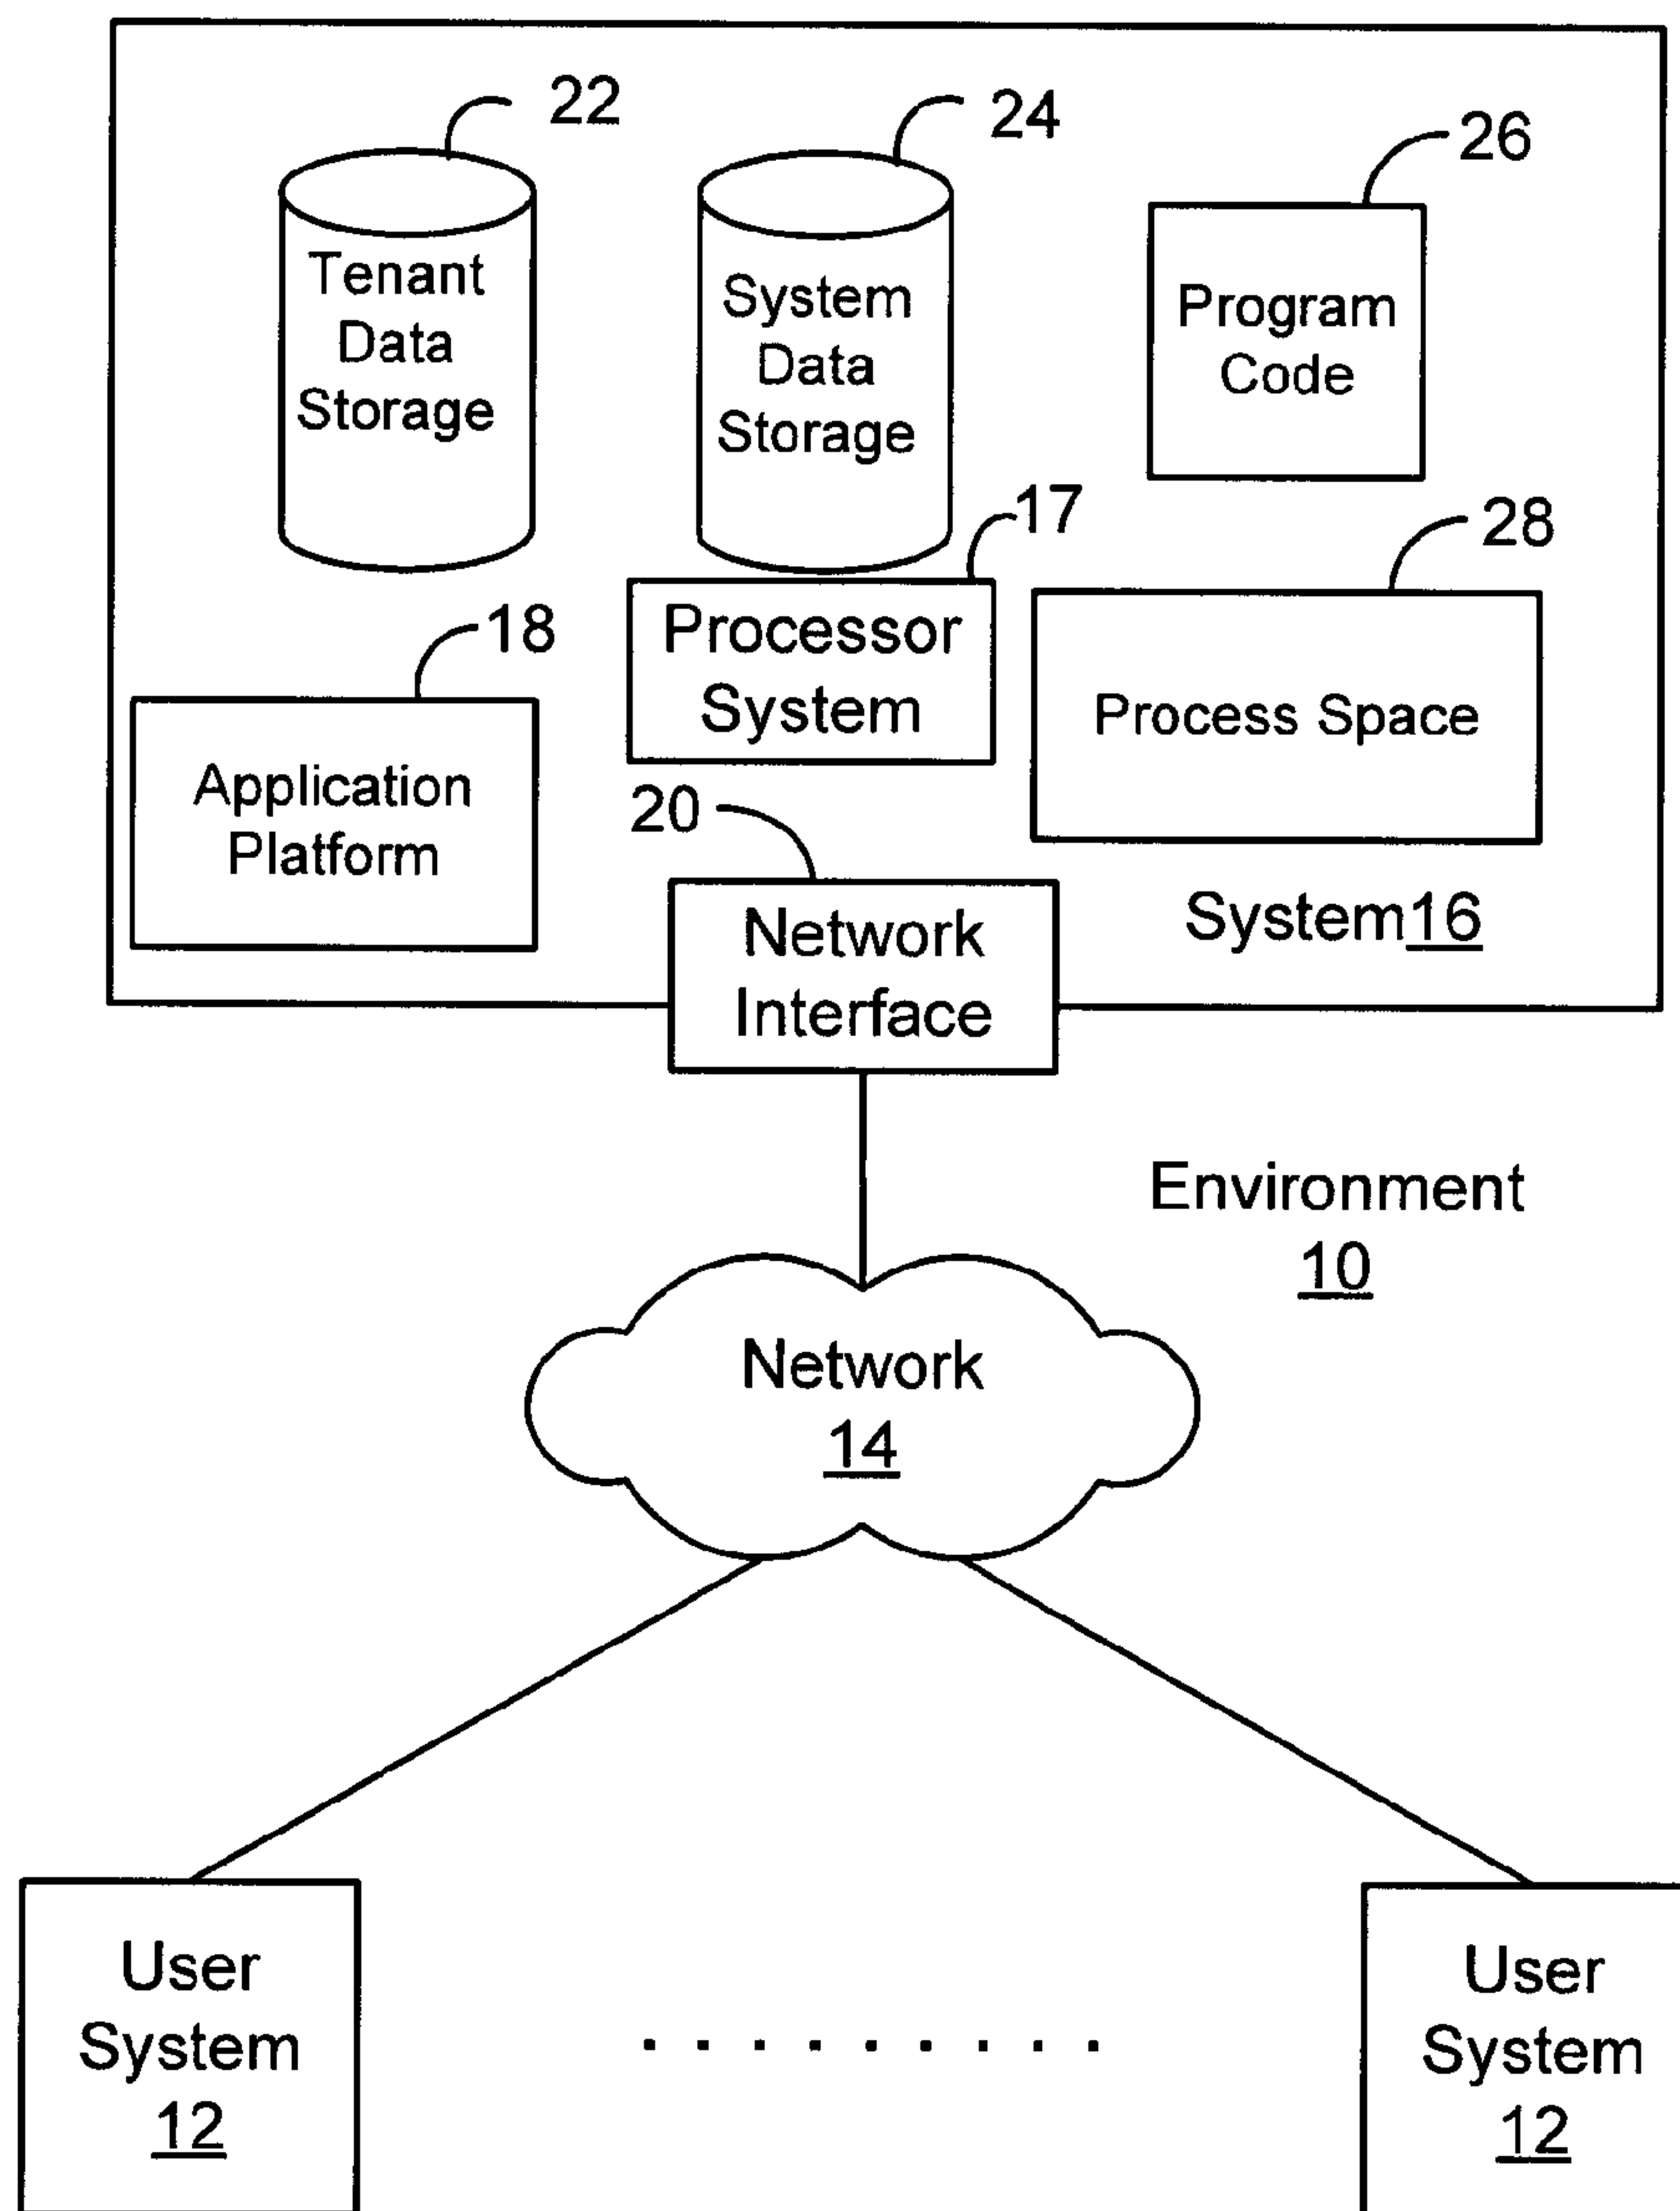 22
24
26
Tenant
Data
Storage
System
Data
Storage
Program
Code
17
28
18
Processor
System
Process Space
Application
Platform
20
Network
Interface
System16
Environment
10
Network
14
User
System
12
. . . . . . . . .
User
System
12